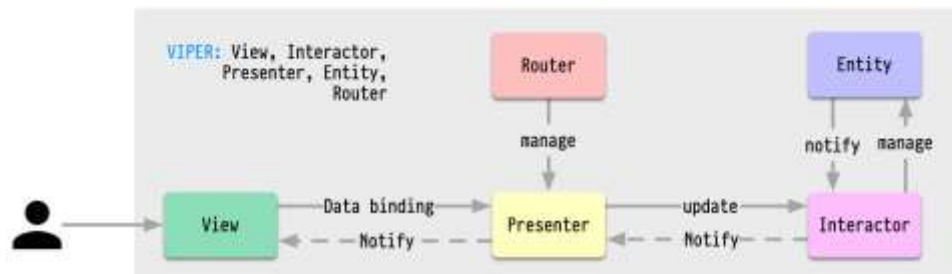 VIPER: View, Interactor,
Presenter, Entity,
Router
Router
Entity
manage
notify
manage
View
Data binding
Notify
Presenter
update
Notify
Interactor